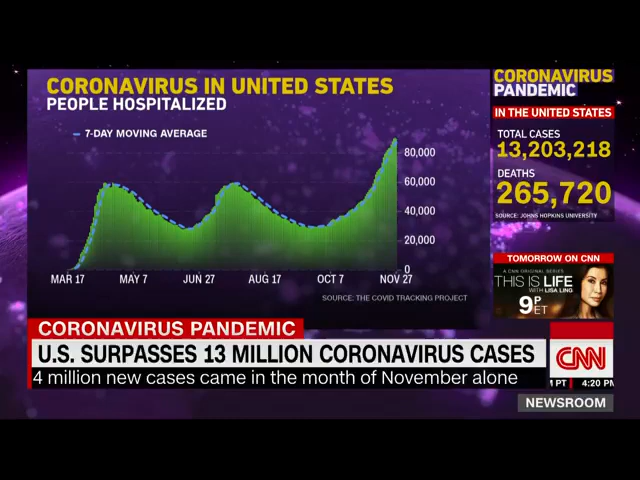 CORONAVIRUS IN UNITED STATES
PEOPLE HOSPITALIZED
7-DAY MOVING AVERAGE
80,000
60,000
40,000
20,000
0
MAR 17 MAY 7 JUN 27 AUG 17 OCT 7 NOV 27
SOURCE: THE COVID TRACKING PROJECT
CORONAVIRUS
PANDEMIC
IN THE UNITED STATES
TOTAL CASES
13,203,218
DEATHS
265,720
SOURCE: JOHNS HOPKINS UNIVERSITY
TOMORROW ON CNN
A CNN ORIGINAL SERIES
THIS IS LIFE
WITH LISA LING
9P ET
CORONAVIRUS PANDEMIC
U.S. SURPASSES 13 MILLION CORONAVIRUS CASES
4 million new cases came in the month of November alone
CNN
PT 4:20 P
NEWSROOM